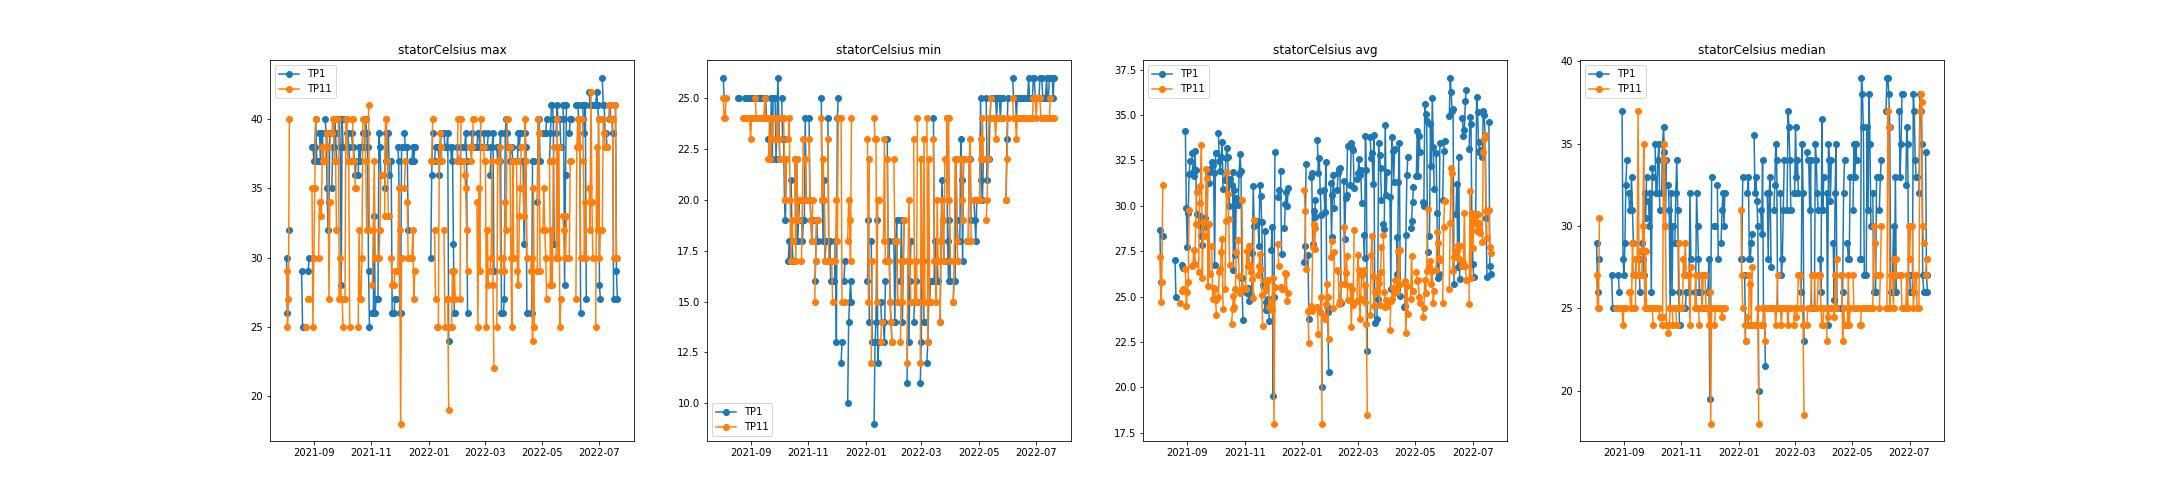 statorCelsius max
TP1
TP11
40
35
30
25
20
2021-09 2021-11 2022-01 2022-03 2022-05 2022-07
statorCelsius min
25.0
22.5
20.0
17.5
15.0
12.5
10.0
TP1
TP11
2021-09 2021-11 2022-01 2022-03 2022-05 2022-07
statorCelsius avg
37.5
TP1
TP11
35.0
32.5
30.0
27.5
25.0
22.5
20.0
17.5
2021-09 2021-11 2022-01 2022-03 2022-05 2022-07
statorCelsius median
40
TP1
TP11
35
30
25
20
2021-09 2021-11 2022-01 2022-03 2022-05 2022-07